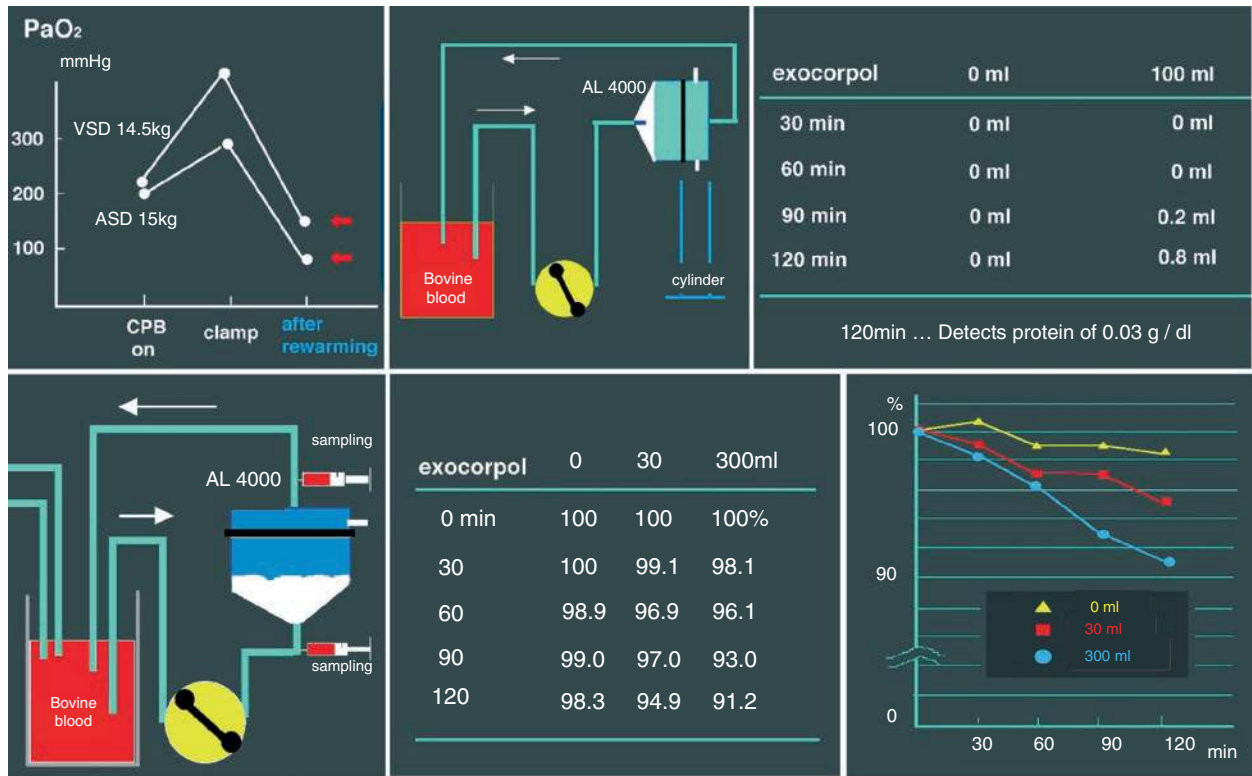 PaO₂
mmHg
300
200
100
VSD 14.5kg
ASD 15kg
CPB on
clamp
after rewarming
AL 4000
Bovine
blood
cylinder
exocorpol 0 ml 100 ml
30 min 0 ml 0 ml
60 min 0 ml 0 ml
90 min 0 ml 0.2 ml
120 min 0 ml 0.8 ml
120min … Detects protein of 0.03 g / dl
sampling
AL 4000
sampling
Bovine
blood
exocorpol 0 30 300ml
0 min 100 100 100%
30 100 99.1 98.1
60 98.9 96.9 96.1
90 99.0 97.0 93.0
120 98.3 94.9 91.2
%
100
90
0 ml
30 ml
300 ml
0
30 60 90 120 min